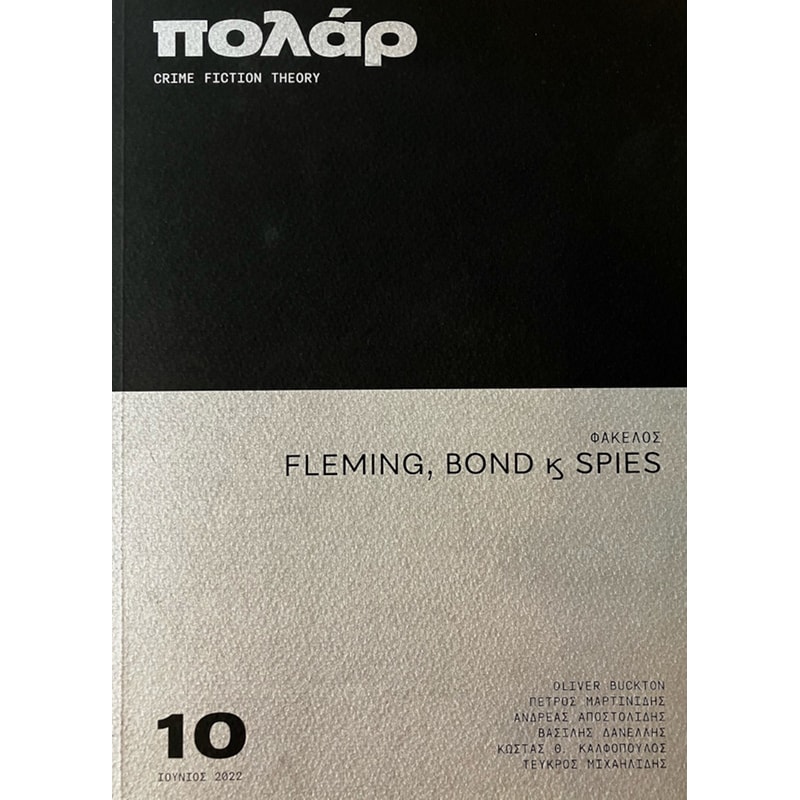 πολάρ
CRIME FICTION THEORY
ΦΑΚΕΛΟΣ
FLEMING, BOND ϗ SPIES
OLIVER BUCKTON
ΠΕΤΡΟΣ ΜΑΡΤΙΝΙΔΗΣ
ΑΝΔΡΕΑΣ ΑΠΟΣΤΟΛΙΔΗΣ
ΒΑΣΙΛΗΣ ΔΑΝΕΛΛΗΣ
ΚΩΣΤΑΣ Θ. ΚΑΛΦΟΠΟΥΛΟΣ
ΤΕΥΚΡΟΣ ΜΙΧΑΗΛΙΔΗΣ
10
ΙΟΥΝΙΟΣ 2022